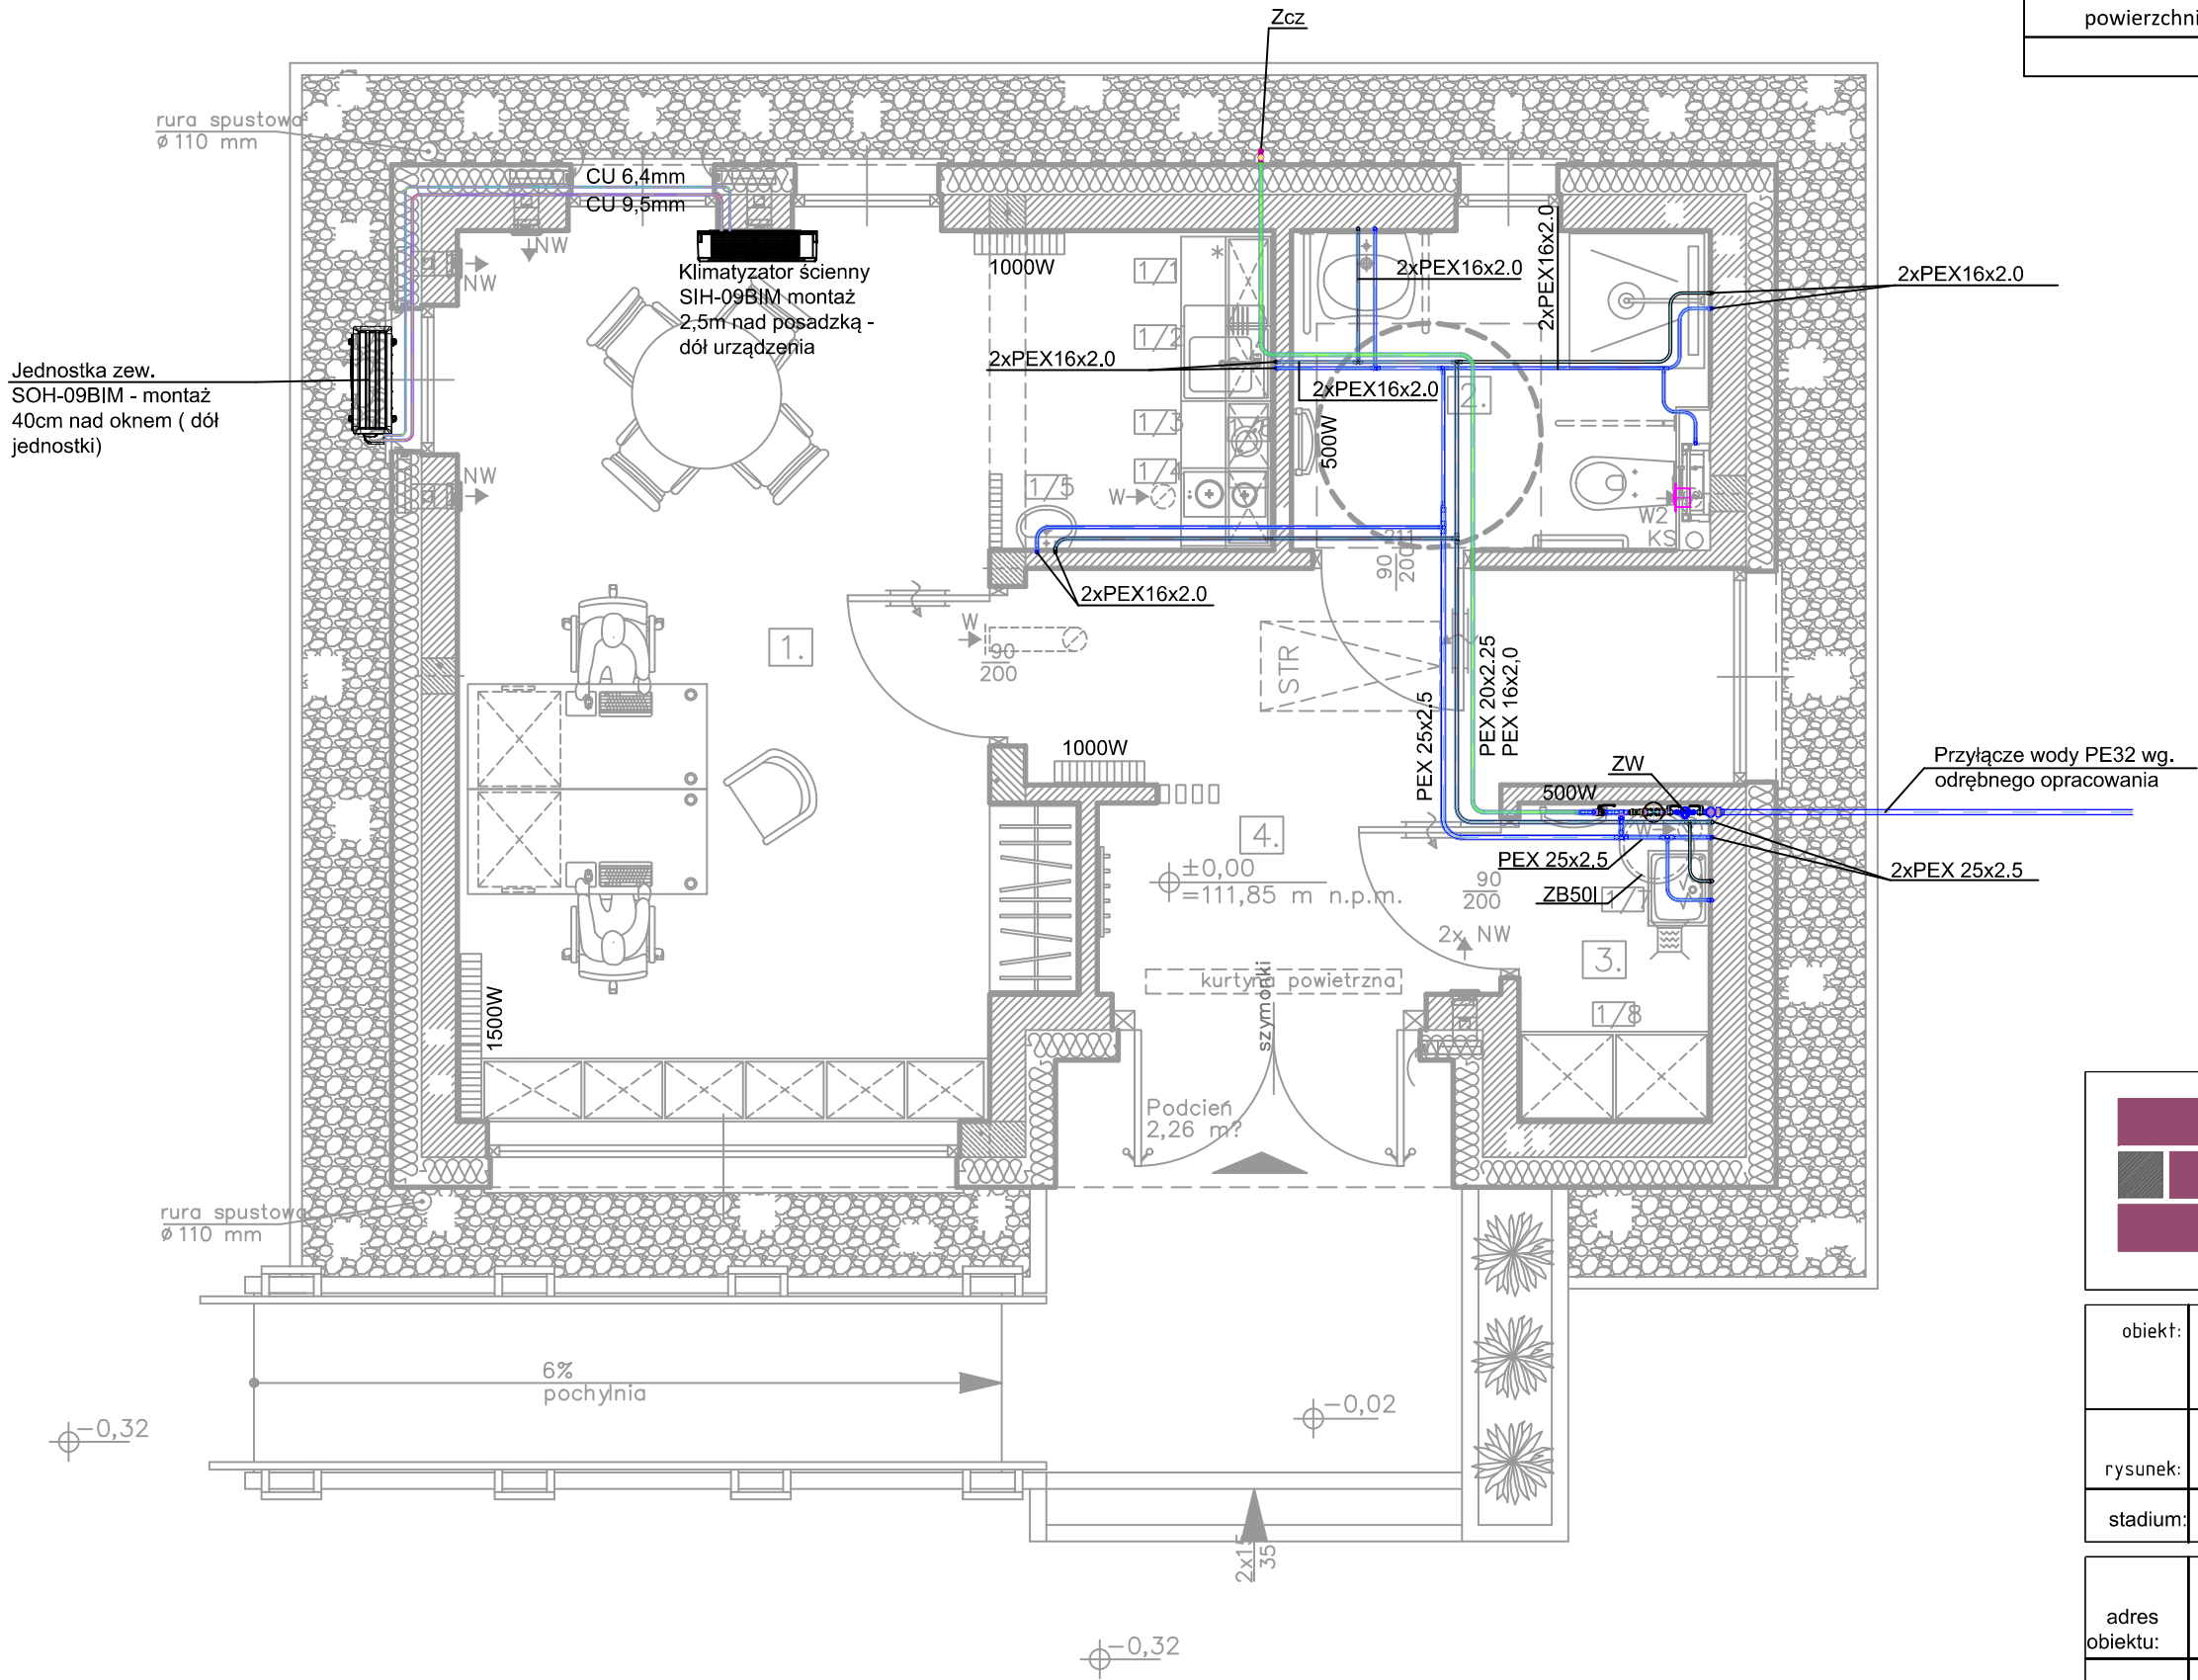 Zcz
powierzchni
rura spustowa
ø 110 mm
CU 6,4mm
CU 9,5mm
NW
NW
Klimatyzator ścienny
SIH-09BIM montaż
2,5m nad posadzką -
dół urządzenia
1000W
1/1
1/2
1/3
1/4
1/5
*
2xPEX16x2.0
2xPEX16x2.0
2xPEX16x2.0
2xPEX16x2.0
2xPEX16x2.0
Jednostka zew.
SOH-09BIM - montaż
40cm nad oknem ( dół
jednostki)
NW
W
500W
2.
W2
KS
90
200
2xPEX16x2.0
1.
W
90
200
STR
PEX 25x2.5
PEX 20x2.25
PEX 16x2,0
1000W
ZW
500W
Przyłącze wody PE32 wg.
odrębnego opracowania
4.
W
±0,00
=111,85 m n.p.m.
PEX 25x2.5
2xPEX 25x2.5
ZB50l
90
200
2x NW
3.
kurtyna powietrzna
szymonki
1/8
1500W
Podcień
2,26 m?
rura spustowa
ø 110 mm
6%
pochylnia
-0,32
-0,02
2x1
35
-0,32
obiekt:
rysunek:
stadium:
adres
obiektu: